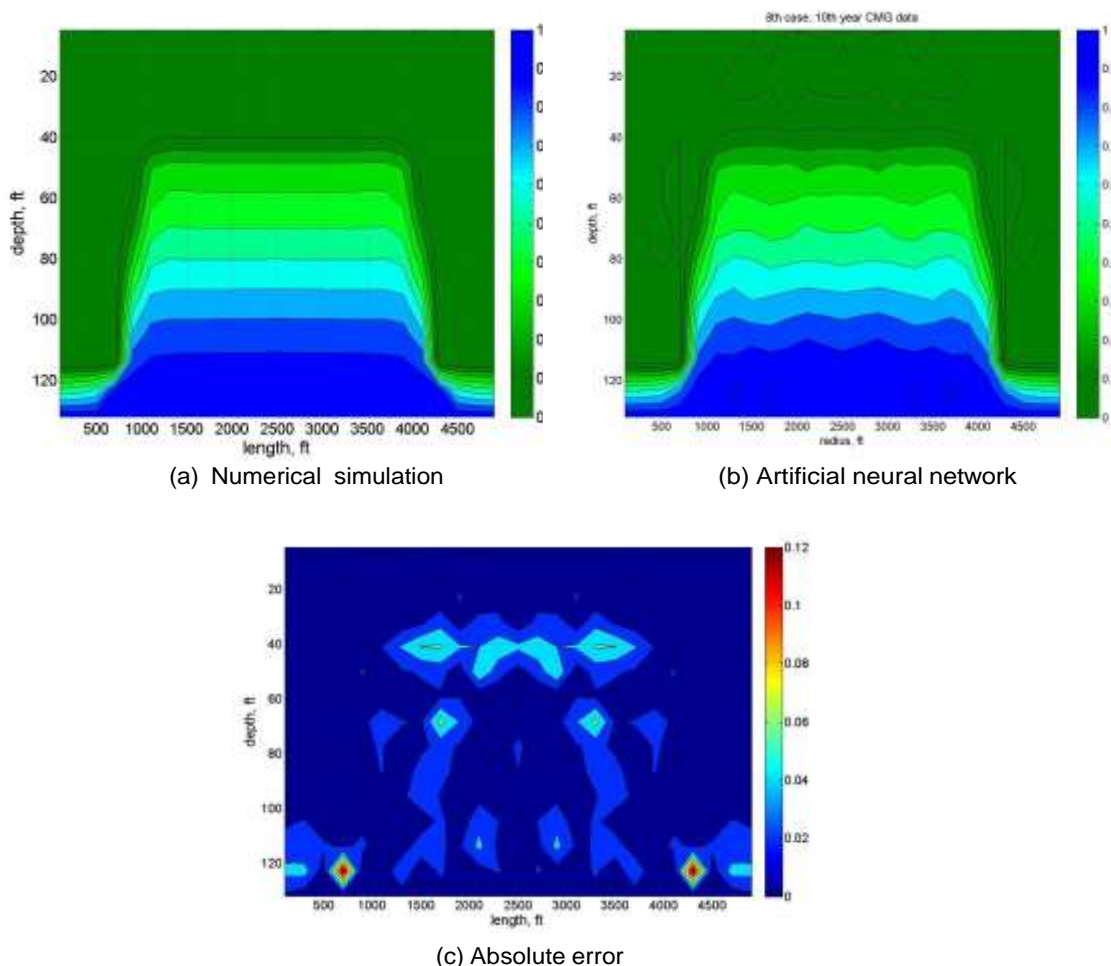 8th case, 10th year CMG data
20
40
60
80
100
120
depth, ft
500 1000 1500 2000 2500 3000 3500 4000 4500
length, ft
1
0
20
40
60
80
100
120
depth, ft
500 1000 1500 2000 2500 3000 3500 4000 4500
radius, ft
1
0
(a) Numerical simulation
(b) Artificial neural network
20
40
60
80
100
120
depth, ft
500 1000 1500 2000 2500 3000 3500 4000 4500
length, ft
0.12
0.1
0.08
0.06
0.04
0.02
0
(c) Absolute error